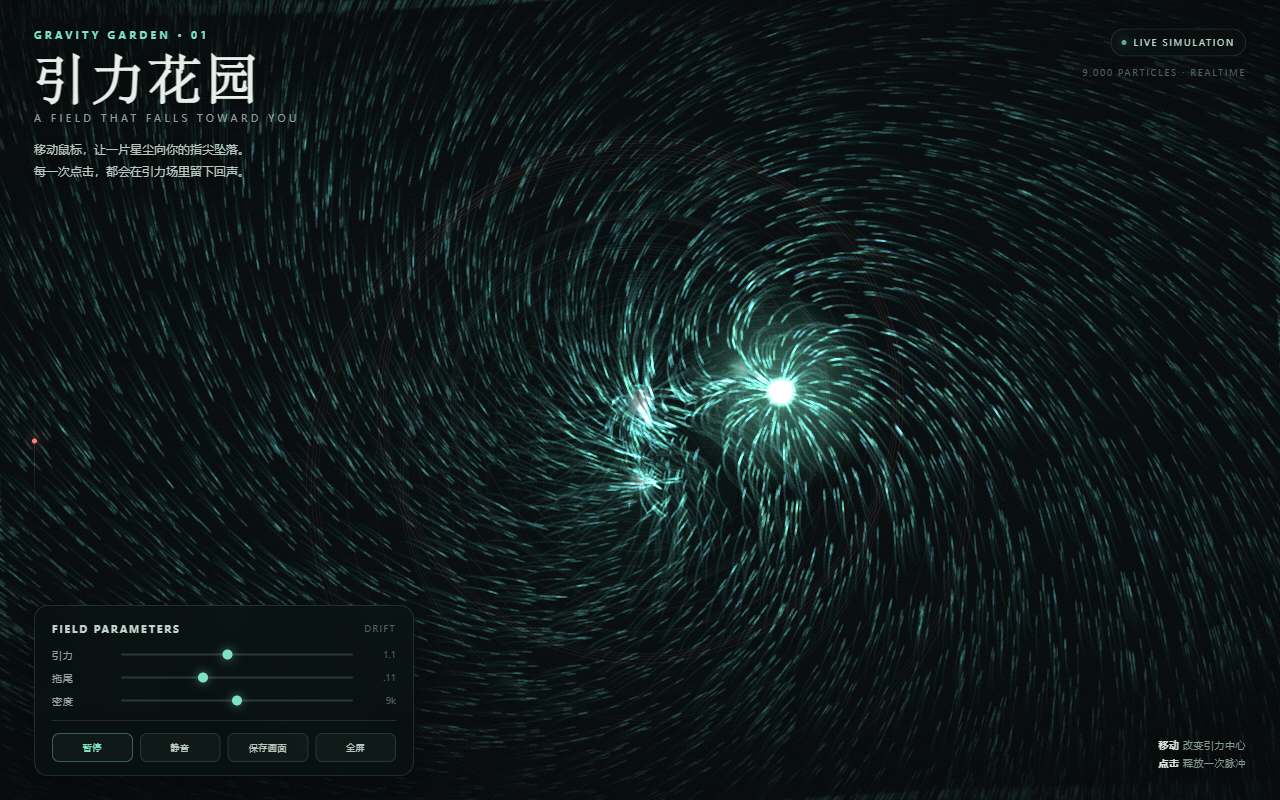 GRAVITY GARDEN • 01
引力花园
A FIELD THAT FALLS TOWARD YOU
移动鼠标，让一片星尘向你的指尖坠落。
每一次点击，都会在引力场里留下回声。
LIVE SIMULATION
9,000 PARTICLES · REALTIME
FIELD PARAMETERS DRIFT
引力 1.1
拖尾 .11
密度 9k
暂停 静音 保存画面 全屏
移动 改变引力中心
点击 释放一次脉冲